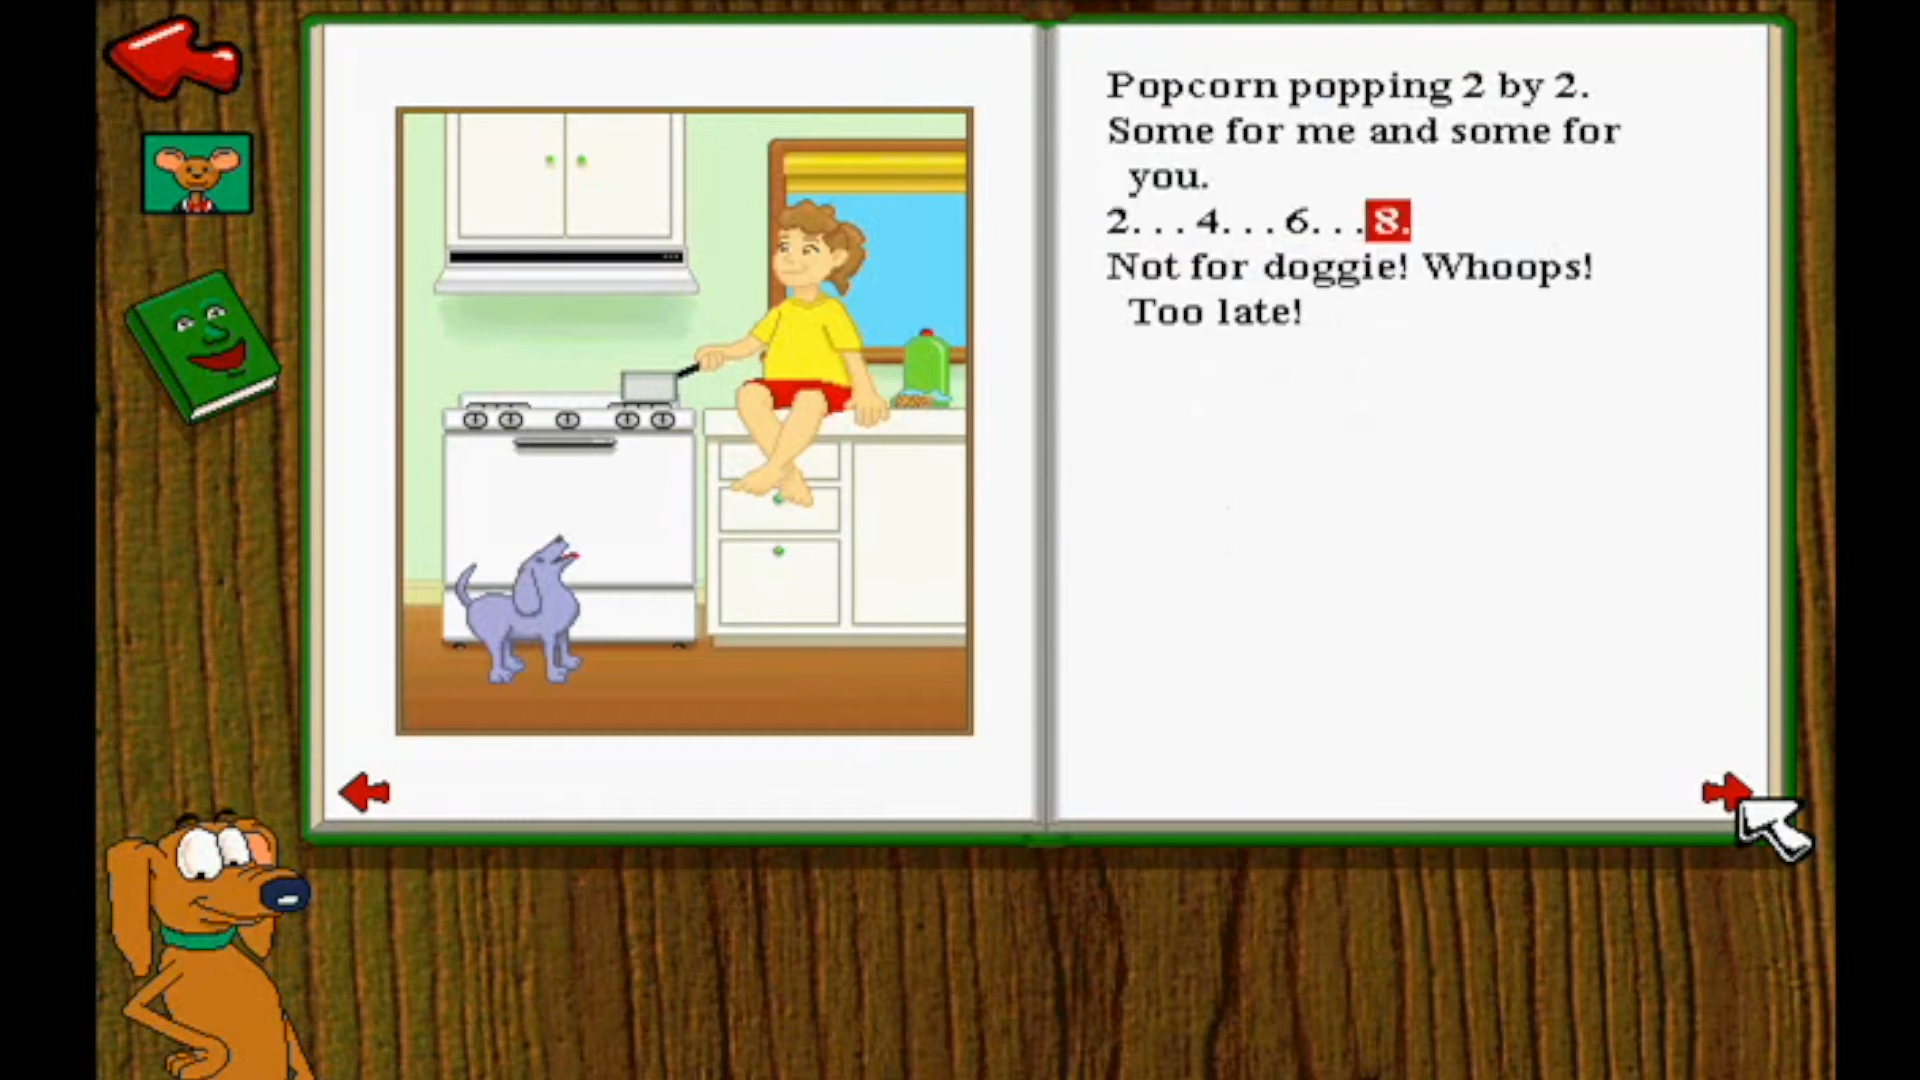 Popcorn popping 2 by 2.
Some for me and some for
you.
2. . . 4. . . 6. . . 8.
Not for doggie! Whoops!
Too late!